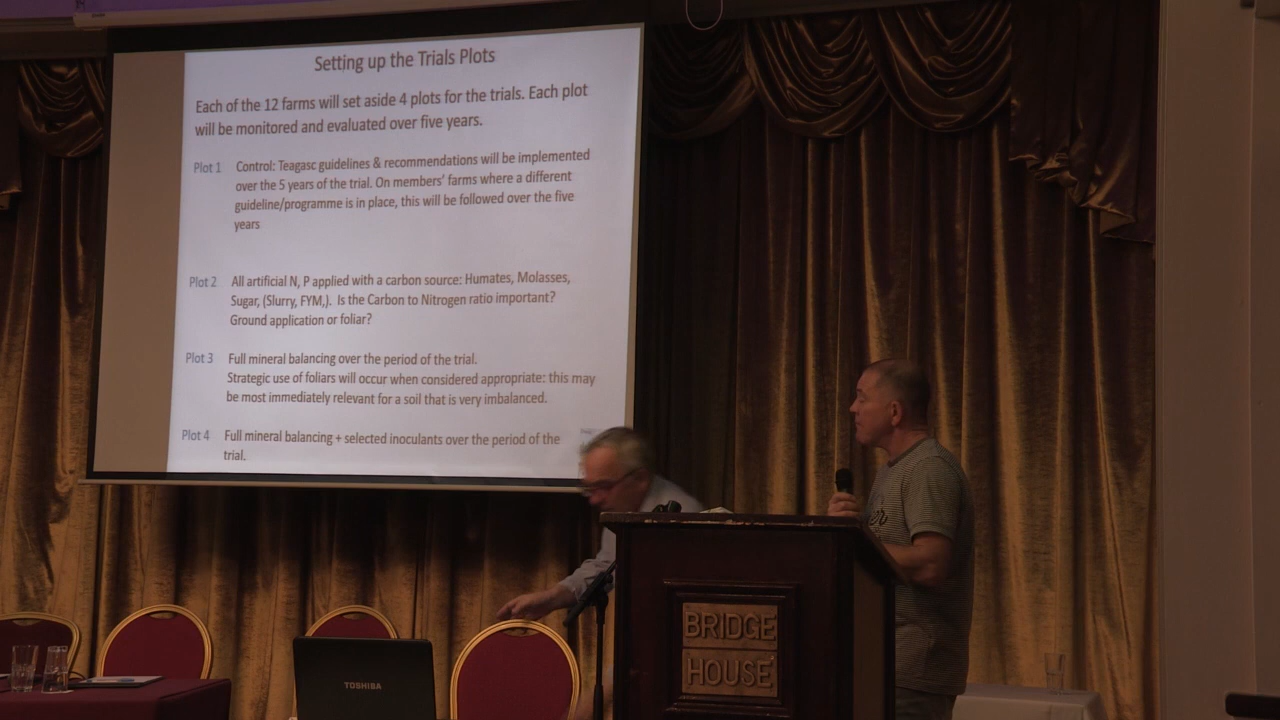 Setting up the Trials Plots
Each of the 12 farms will set aside 4 plots for the trials. Each plot
will be monitored and evaluated over five years.
Plot 1 Control: Teagasc guidelines & recommendations will be implemented
over the 5 years of the trial. On members' farms where a different
guideline/programme is in place, this will be followed over the five
years
Plot 2 All artificial N, P applied with a carbon source: Humates, Molasses,
Sugar, (Slurry, FYM,). Is the Carbon to Nitrogen ratio important?
Ground application or foliar?
Plot 3 Full mineral balancing over the period of the trial.
Strategic use of foliars will occur when considered appropriate: this may
be most immediately relevant for a soil that is very imbalanced.
Plot 4 Full mineral balancing + selected inoculants over the period of the
trial.
BRIDGE
HOUSE
TOSHIBA